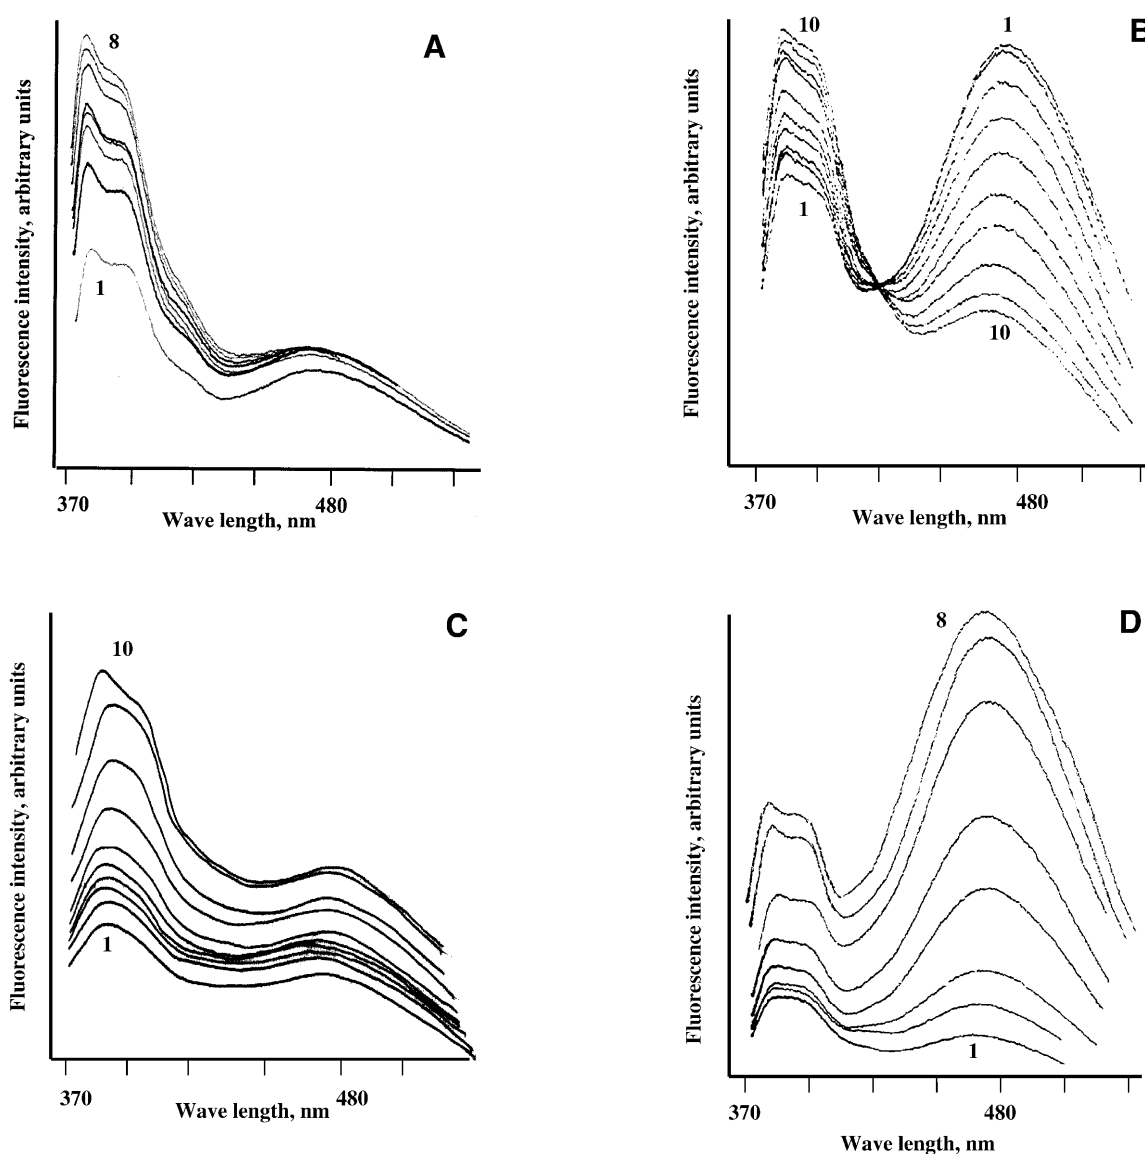 A
8
1
Fluorescence intensity, arbitrary units
370
480
Wave length, nm
B
10
1
1
10
Fluorescence intensity, arbitrary units
370
480
Wave length, nm
C
10
1
Fluorescence intensity, arbitrary units
370
480
Wave length, nm
D
8
1
Fluorescence intensity, arbitrary units
370
480
Wave length, nm